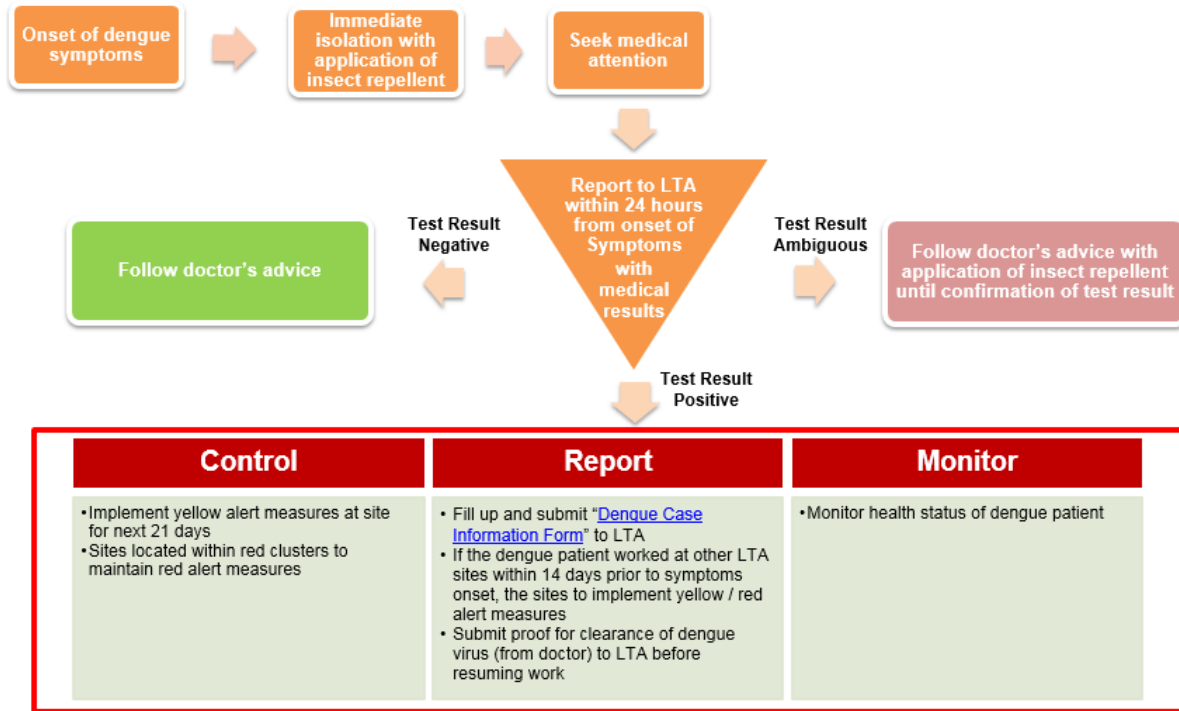 Onset of dengue
symptoms
Immediate
isolation with
application of
insect repellent
Seek medical
attention
Report to LTA
within 24 hours
from onset of
Symptoms
with
medical
results
Test Result
Negative
Follow doctor's advice
Test Result
Ambiguous
Follow doctor's advice with
application of insect repellent
until confirmation of test result
Test Result
Positive
Control
•Implement yellow alert measures at site
for next 21 days
•Sites located within red clusters to
maintain red alert measures
Report
• Fill up and submit “Dengue Case
Information Form” to LTA
• If the dengue patient worked at other LTA
sites within 14 days prior to symptoms
onset, the sites to implement yellow / red
alert measures
• Submit proof for clearance of dengue
virus (from doctor) to LTA before
resuming work
Monitor
•Monitor health status of dengue patient